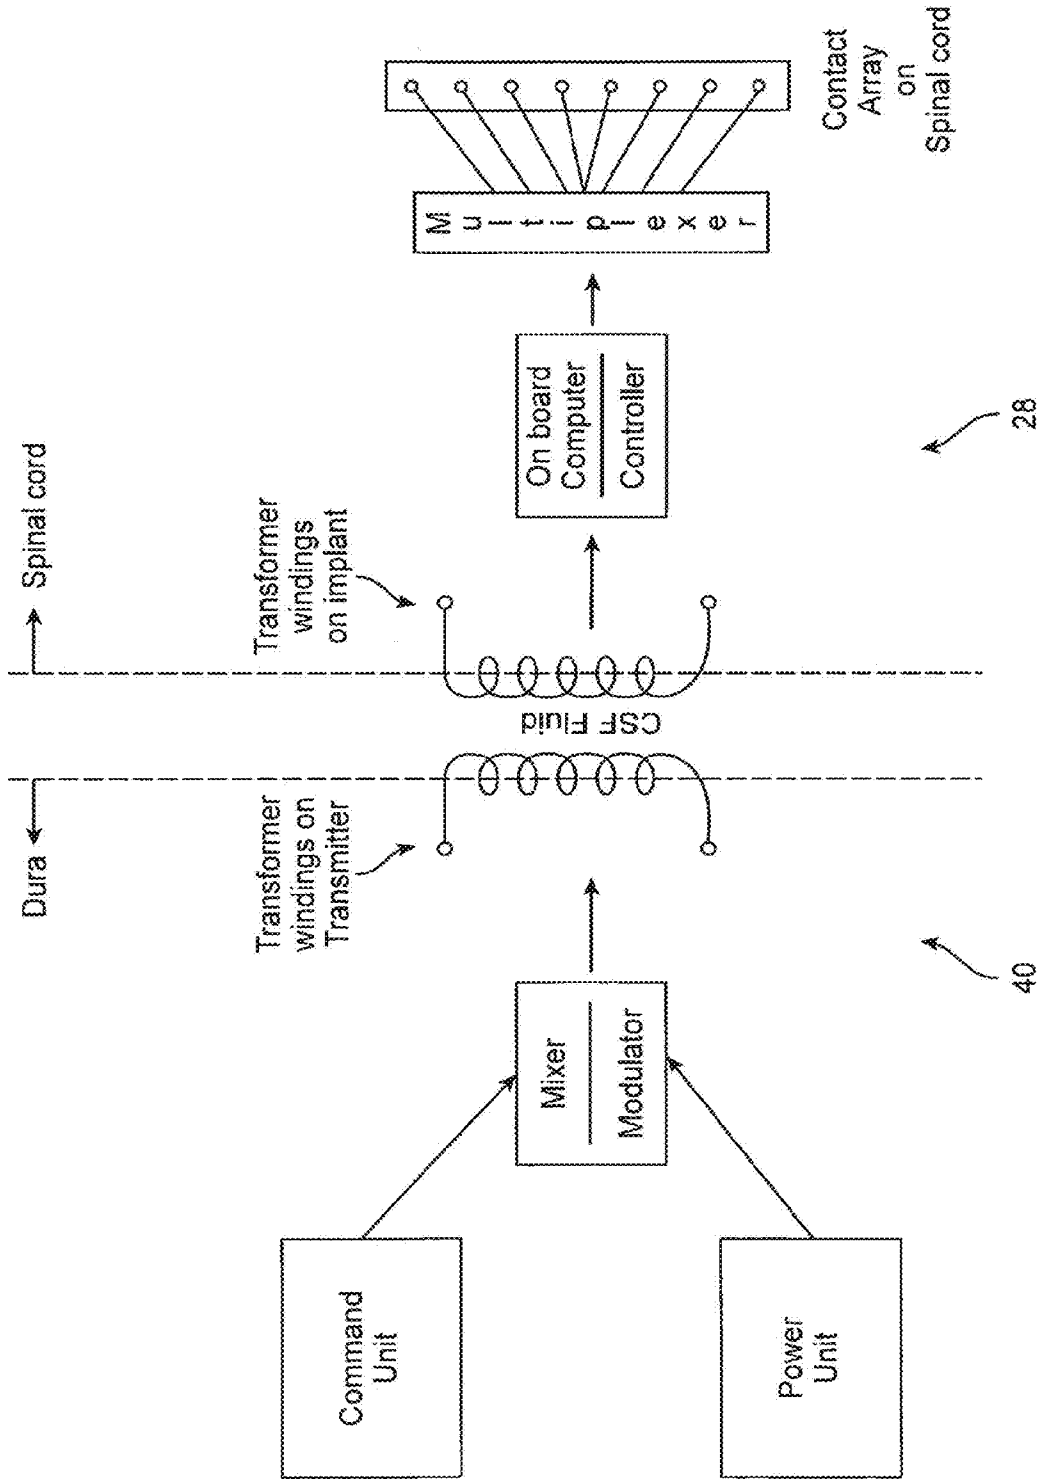 Dura
Spinal cord
Transformer
windings on
Transmitter
Transformer
windings
on implant
Command
Unit
Power
Unit
Mixer
Modulator
CSF Fluid
On board
Computer
Controller
M
u
l
t
i
p
l
e
x
e
r
Contact
Array
on
Spinal cord
40
28